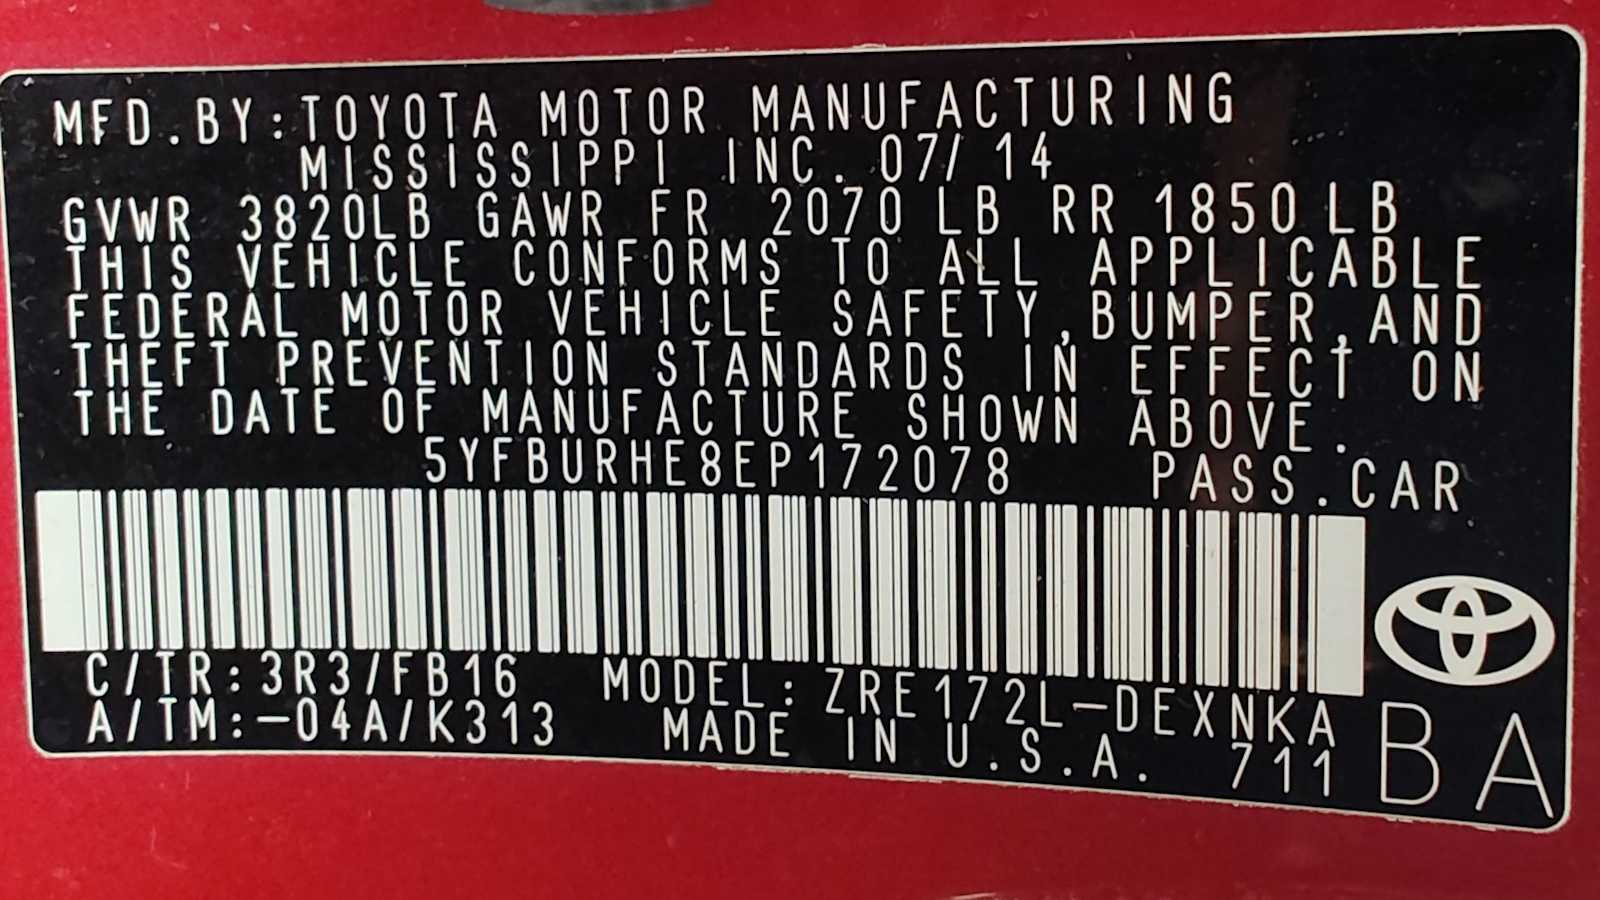 MFD.BY:TOYOTA MOTOR MANUFACTURING
MISSISSIPPI INC. 07/14
GVWR 3820LB GAWR FR 2070 LB RR 1850 LB
THIS VEHICLE CONFORMS TO ALL APPLICABLE
FEDERAL MOTOR VEHICLE SAFETY,BUMPER,AND
THEFT PREVENTION STANDARDS IN EFFECT ON
THE DATE OF MANUFACTURE SHOWN ABOVE.
5YFBURHE8EP172078 PASS.CAR
C/TR:3R3/FB16 MODEL: ZRE172L-DEXNKA
A/TM:-04A/K313 MADE IN U.S.A. 711 BA